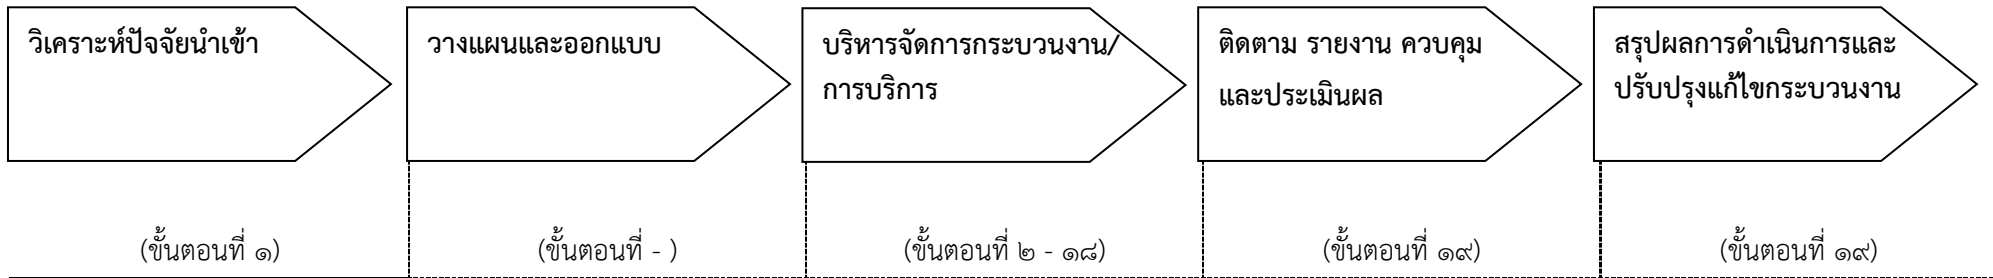 วิเคราะห์ปัจจัยนำเข้า
วางแผนและออกแบบ
บริหารจัดการกระบวนงาน/
การบริการ
ติดตาม รายงาน ควบคุม
และประเมินผล
สรุปผลการดำเนินการและ
ปรับปรุงแก้ไขกระบวนงาน
(ขั้นตอนที่ ๑)
(ขั้นตอนที่ - )
(ขั้นตอนที่ ๒ - ๑๘)
(ขั้นตอนที่ ๑๙)
(ขั้นตอนที่ ๑๙)